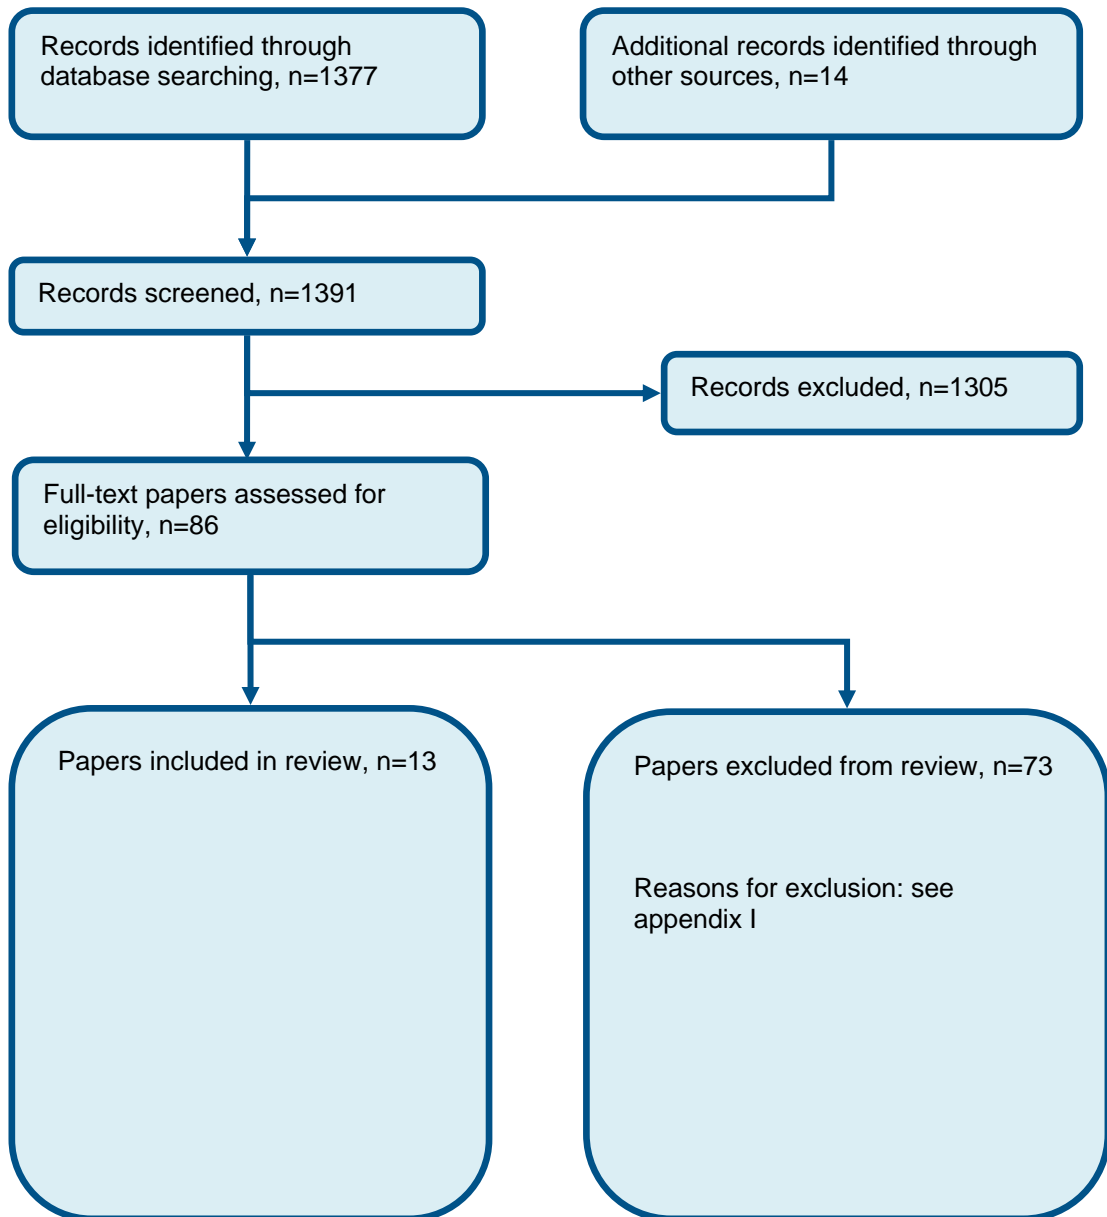 Records identified through
database searching, n=1377
Additional records identified through
other sources, n=14
Records screened, n=1391
Records excluded, n=1305
Full-text papers assessed for
eligibility, n=86
Papers included in review, n=13
Papers excluded from review, n=73
Reasons for exclusion: see
appendix I